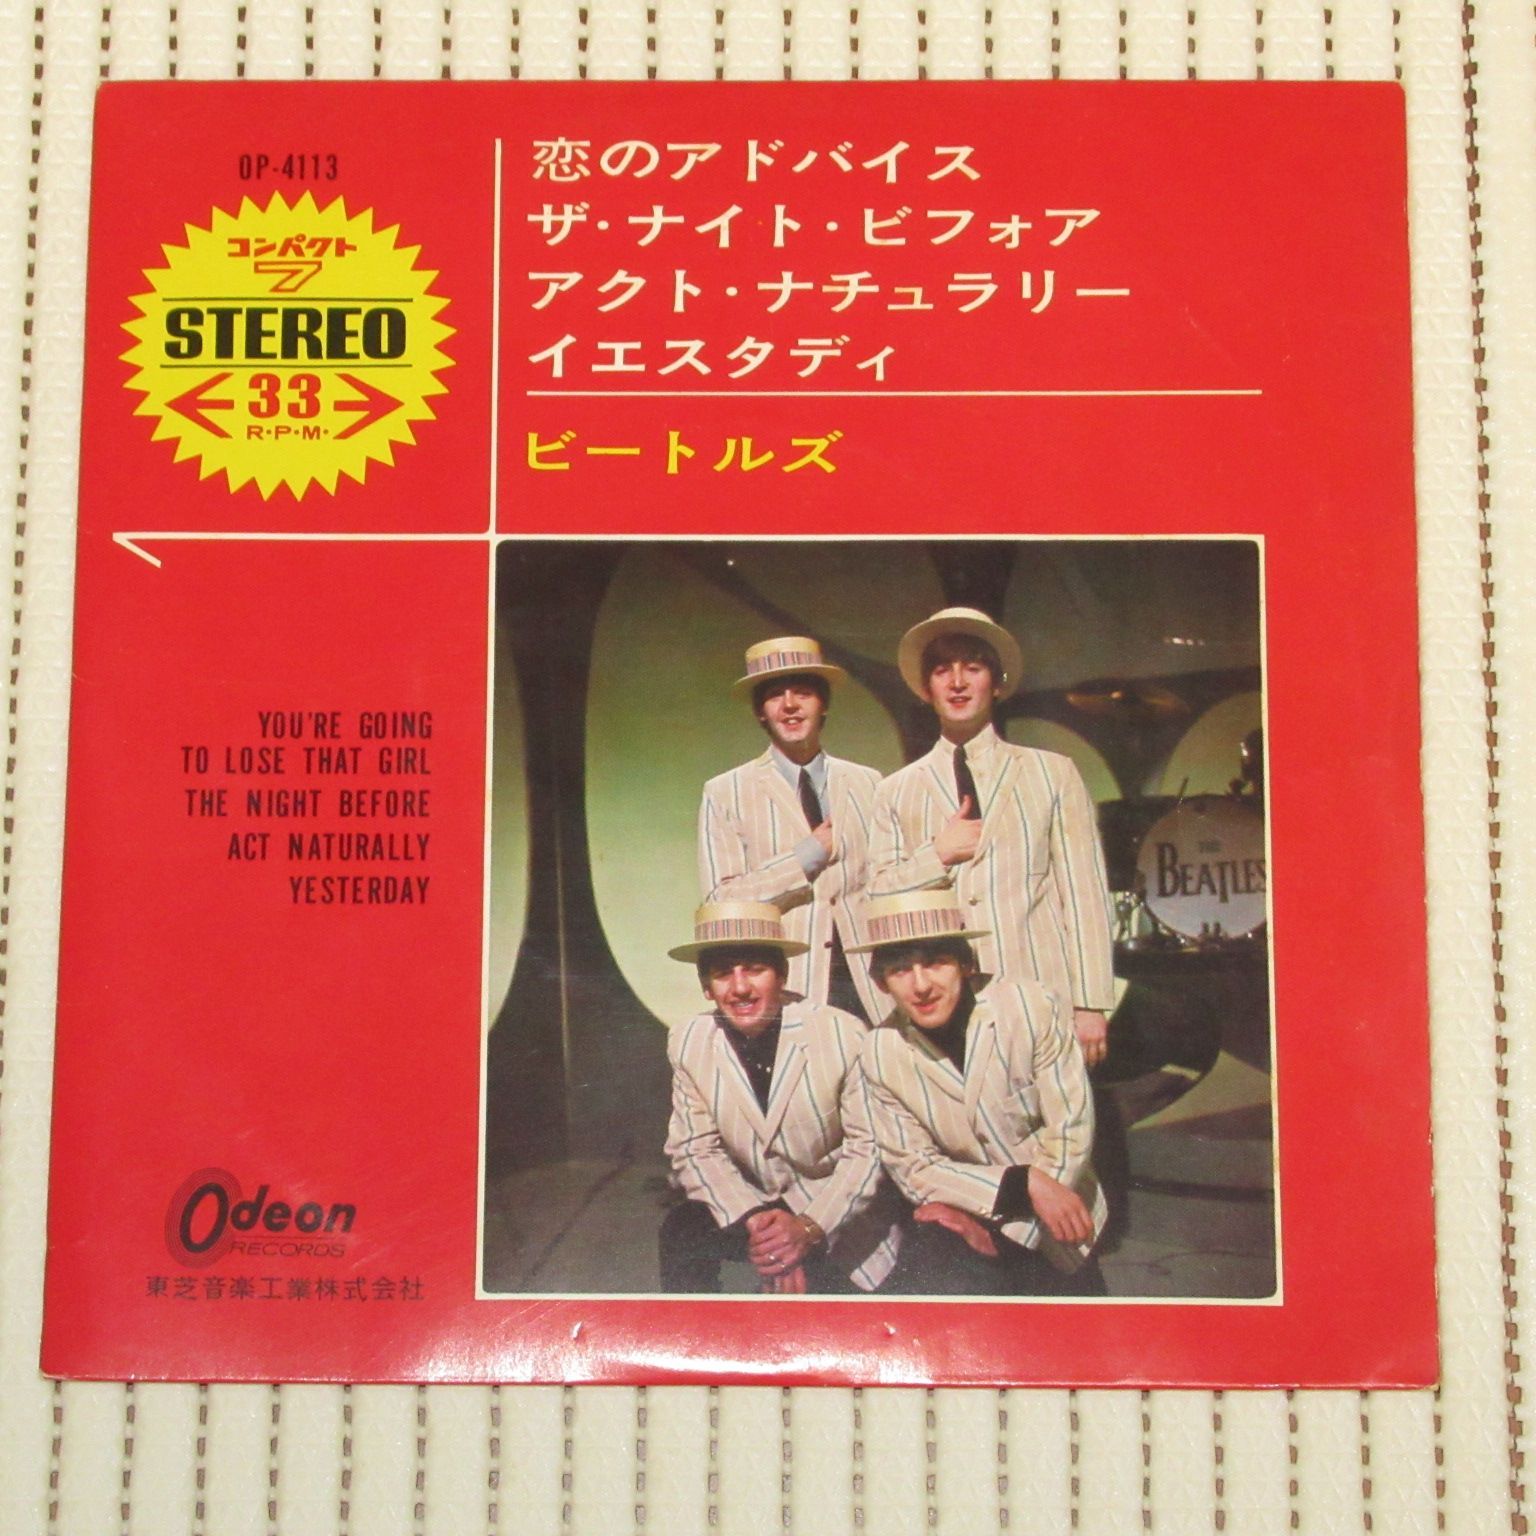 OP-4113
コンパクト
7
STEREO
33
R・P・M・
恋のアドバイス
ザ・ナイト・ビフォア
アクト・ナチュラリー
イエスタディ
ビートルズ
YOU'RE GOING
TO LOSE THAT GIRL
THE NIGHT BEFORE
ACT NATURALLY
YESTERDAY
THE
BEATLES
Odeon
RECORDS
東芝音楽工業株式会社